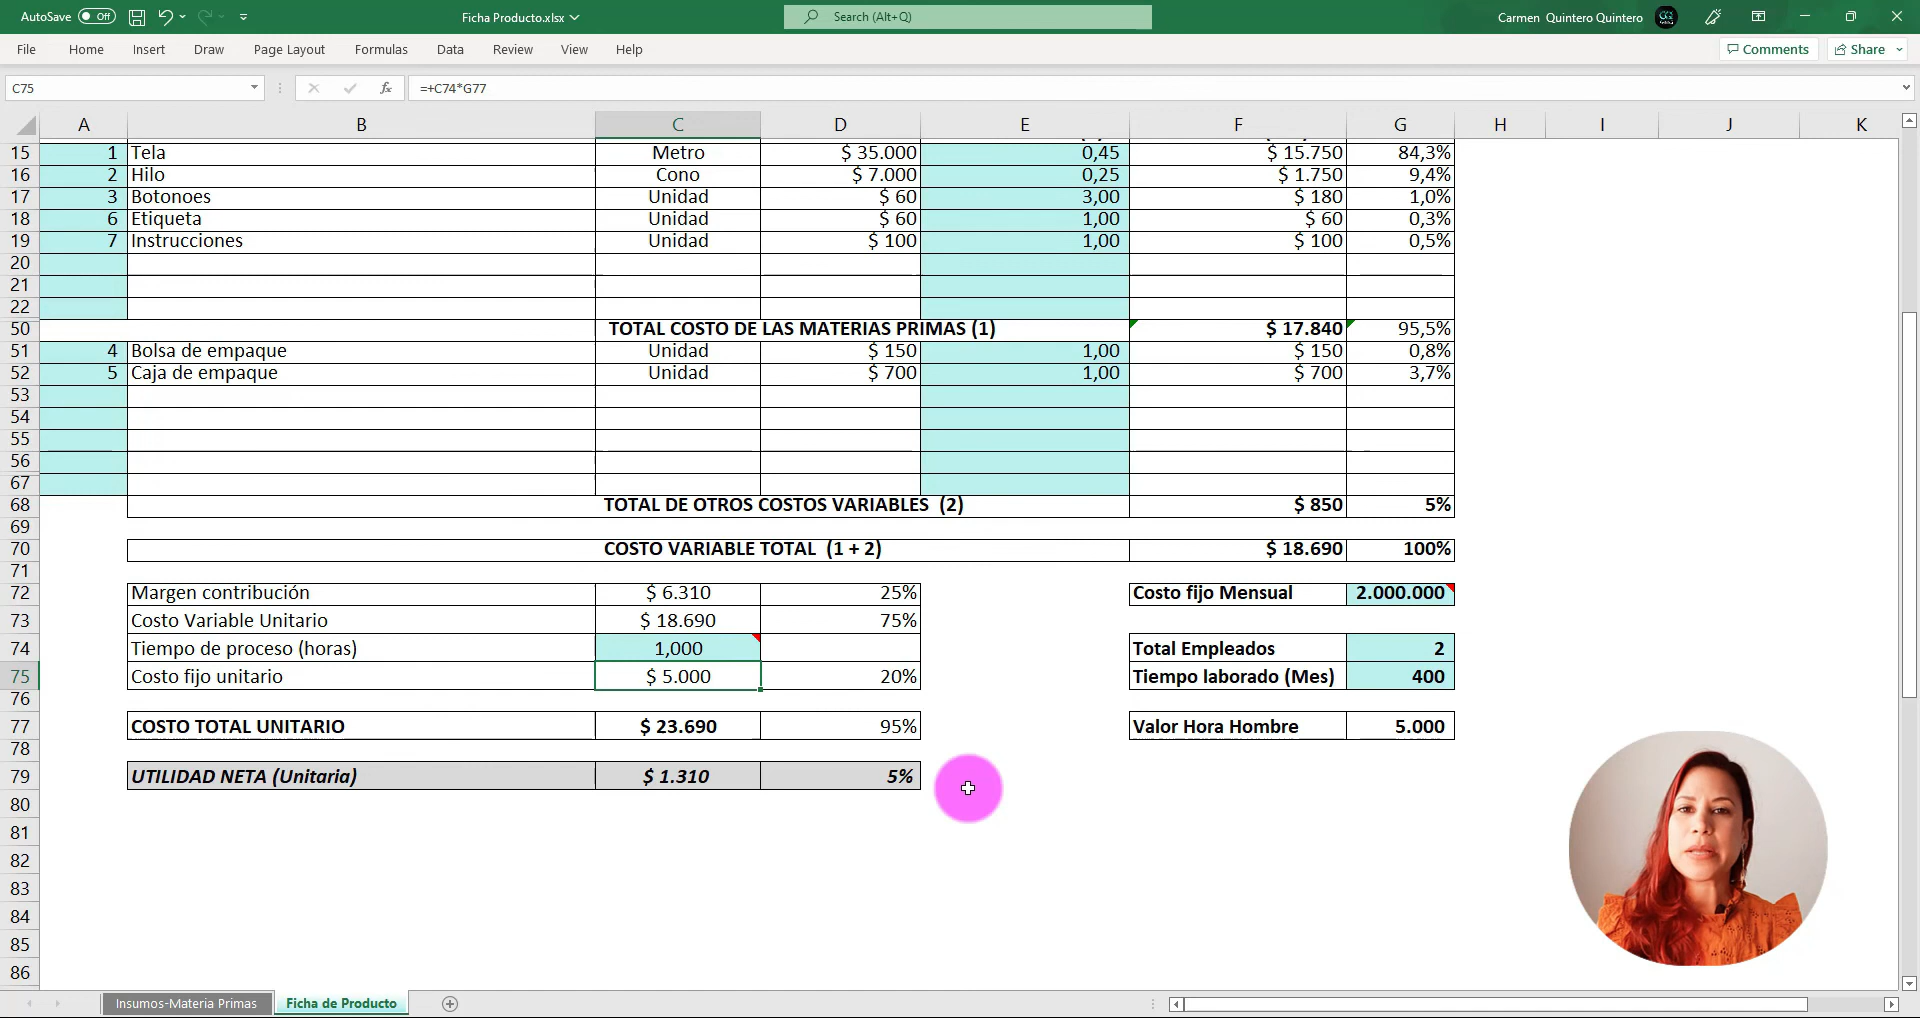 AutoSave Off Ficha Producto.xlsx Search (Alt+Q) Carmen Quintero Quintero
File Home Insert Draw Page Layout Formulas Data Review View Help Comments Share
C75 fx =+C74*G77
A B C D E F G H I J K
15 1 Tela Metro $ 35.000 0,45 $ 15.750 84,3%
16 2 Hilo Cono $ 7.000 0,25 $ 1.750 9,4%
17 3 Botonoes Unidad $ 60 3,00 $ 180 1,0%
18 6 Etiqueta Unidad $ 60 1,00 $ 60 0,3%
19 7 Instrucciones Unidad $ 100 1,00 $ 100 0,5%
20
21
22
50 TOTAL COSTO DE LAS MATERIAS PRIMAS (1) $ 17.840 95,5%
51 4 Bolsa de empaque Unidad $ 150 1,00 $ 150 0,8%
52 5 Caja de empaque Unidad $ 700 1,00 $ 700 3,7%
53
54
55
56
67
68 TOTAL DE OTROS COSTOS VARIABLES (2) $ 850 5%
69
70 COSTO VARIABLE TOTAL (1 + 2) $ 18.690 100%
71
72 Margen contribución $ 6.310 25% Costo fijo Mensual 2.000.000
73 Costo Variable Unitario $ 18.690 75%
74 Tiempo de proceso (horas) 1,000 Total Empleados 2
75 Costo fijo unitario $ 5.000 20% Tiempo laborado (Mes) 400
76
77 COSTO TOTAL UNITARIO $ 23.690 95% Valor Hora Hombre 5.000
78
79 UTILIDAD NETA (Unitaria) $ 1.310 5%
80
81
82
83
84
85
86
Insumos-Materia Primas Ficha de Producto